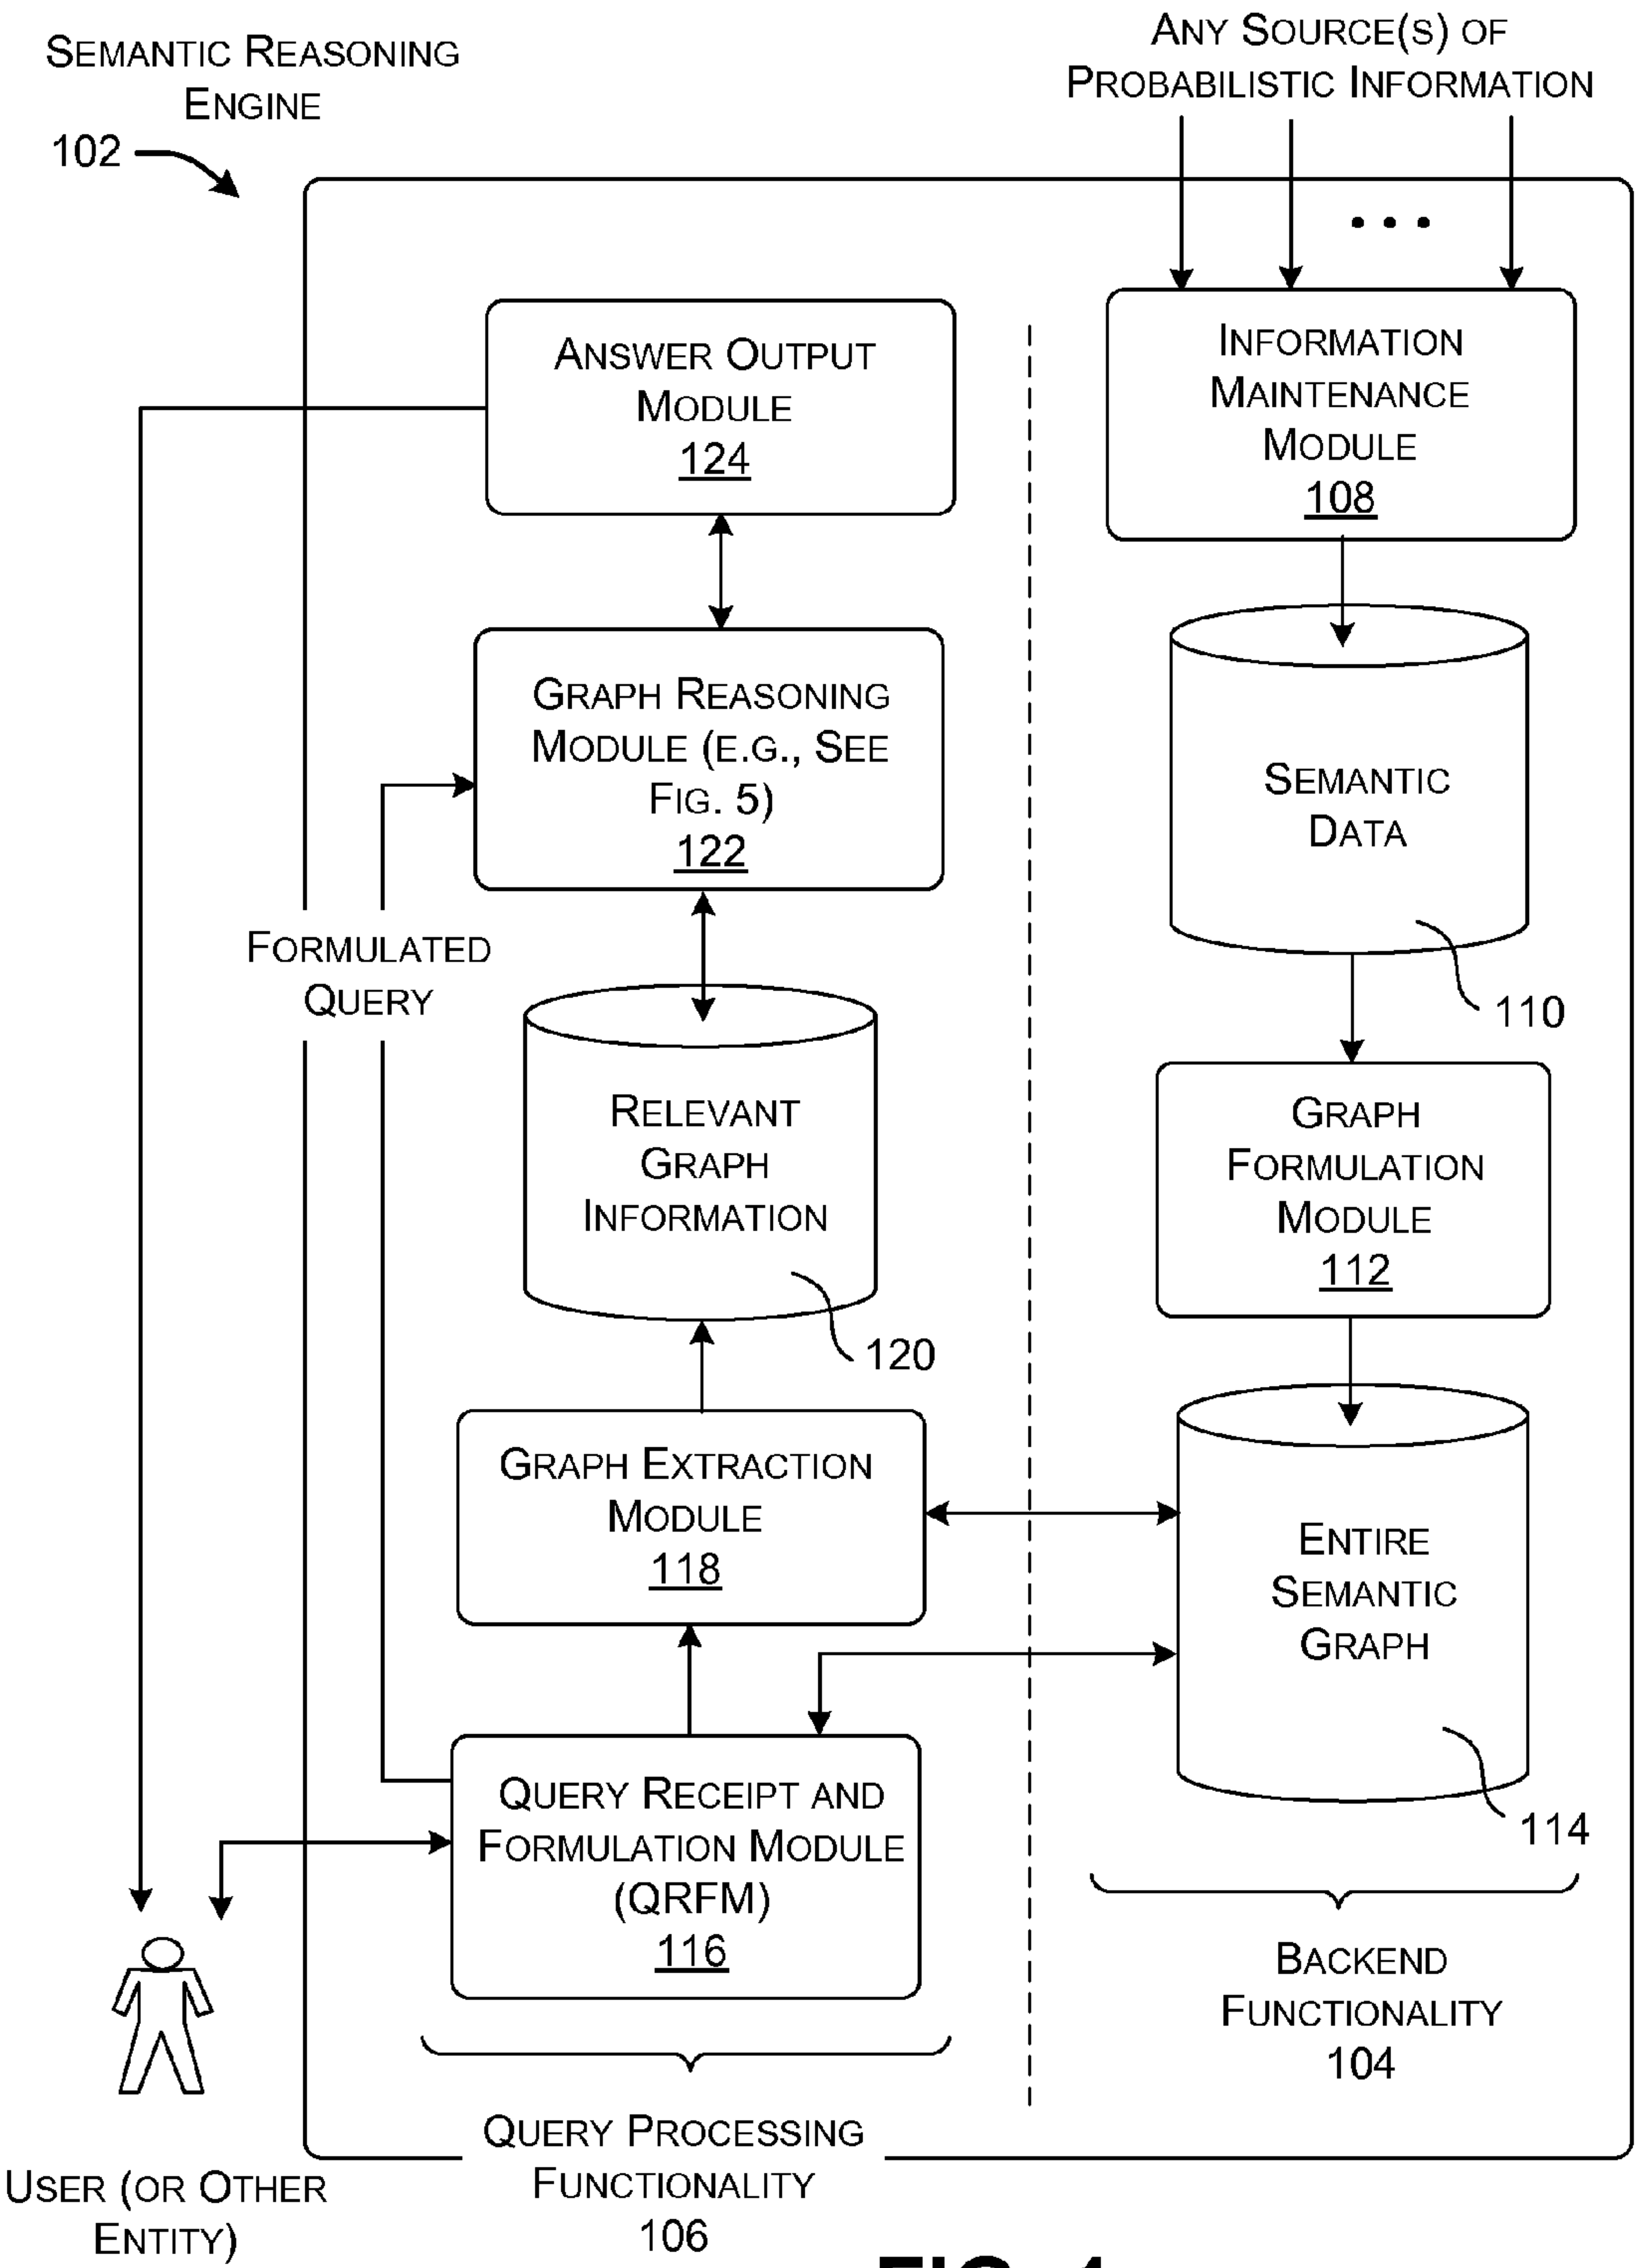 SEMANTIC REASONING
ENGINE
102
ANY SOURCE(S) OF
PROBABILISTIC INFORMATION
• • •
ANSWER OUTPUT
MODULE
124
INFORMATION
MAINTENANCE
MODULE
108
GRAPH REASONING
MODULE (E.G., SEE
FIG. 5)
122
SEMANTIC
DATA
110
FORMULATED
QUERY
RELEVANT
GRAPH
INFORMATION
120
GRAPH
FORMULATION
MODULE
112
GRAPH EXTRACTION
MODULE
118
ENTIRE
SEMANTIC
GRAPH
114
QUERY RECEIPT AND
FORMULATION MODULE
(QRFM)
116
BACKEND
FUNCTIONALITY
104
QUERY PROCESSING
FUNCTIONALITY
106
USER (OR OTHER
ENTITY)